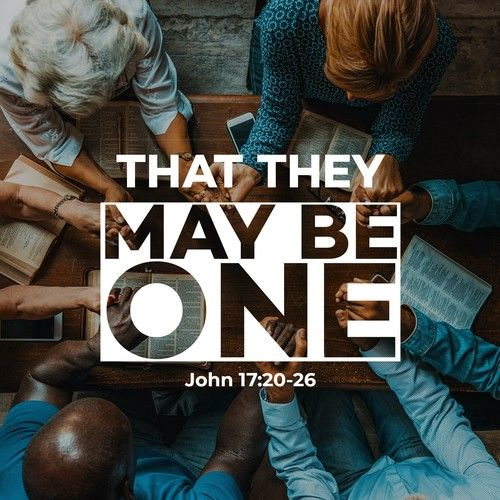 THAT THEY
MAY BE
ONE
John 17:20-26